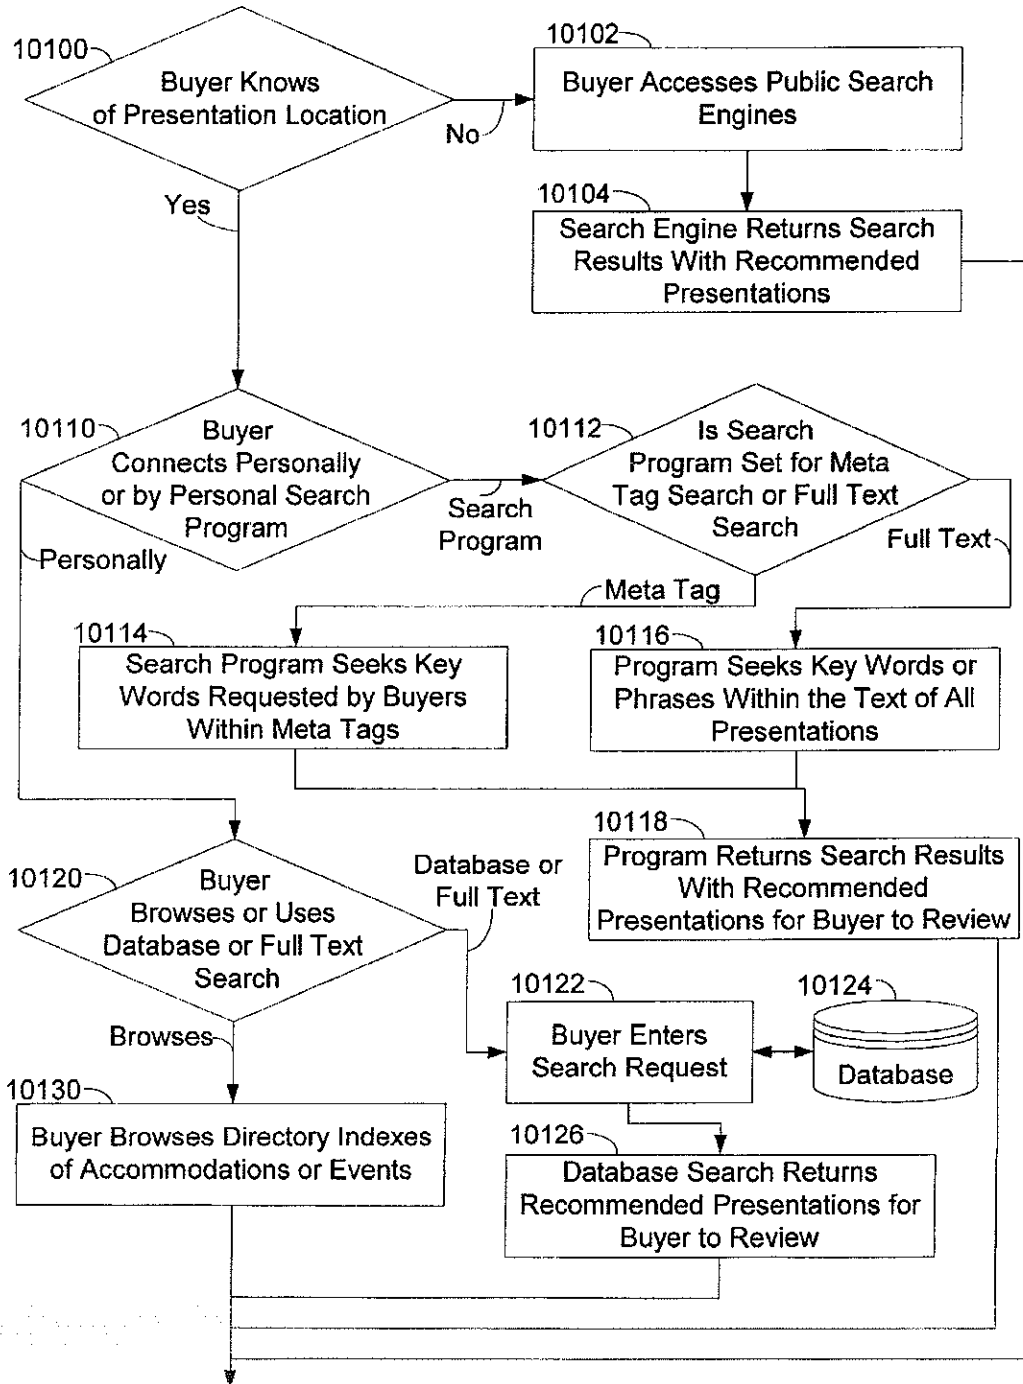 10100
Buyer Knows
of Presentation Location
No
Yes
10102
Buyer Accesses Public Search
Engines
10104
Search Engine Returns Search
Results With Recommended
Presentations
10110
Buyer
Connects Personally
or by Personal Search
Program
Search
Program
Personally
10112
Is Search
Program Set for Meta
Tag Search or Full Text
Search
Full Text
Meta Tag
10114
Search Program Seeks Key
Words Requested by Buyers
Within Meta Tags
10116
Program Seeks Key Words or
Phrases Within the Text of All
Presentations
10118
Program Returns Search Results
With Recommended
Presentations for Buyer to Review
10120
Buyer
Browses or Uses
Database or Full Text
Search
Database or
Full Text
Browses
10122
Buyer Enters
Search Request
10124
Database
10126
Database Search Returns
Recommended Presentations for
Buyer to Review
10130
Buyer Browses Directory Indexes
of Accommodations or Events